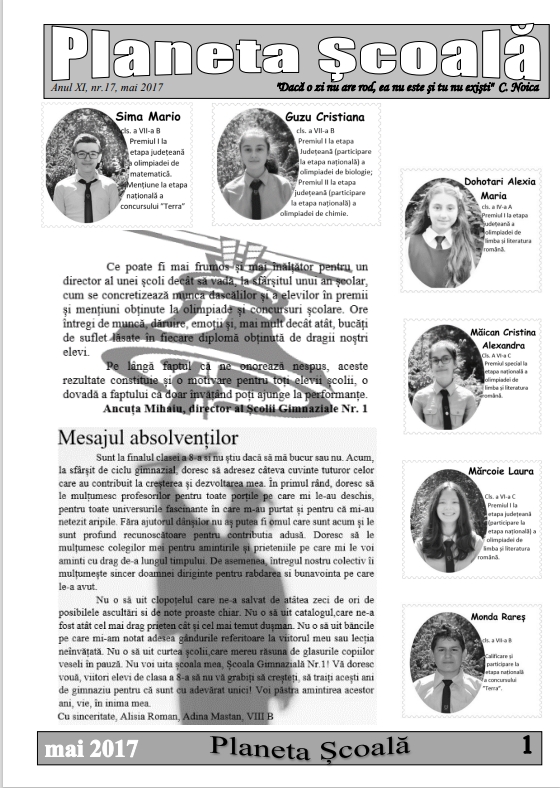 Planeta Școală
Anul XI, nr.17, mai 2017
"Dacă o zi nu are rod, ea nu este și tu nu exiști" C. Noica
Sima Mario
cls. a VII-a B
Premiul I la
etapa județeană
a olimpiadei de
matematică.
Mențiune la etapa
națională a
concursului "Terra"
Guzu Cristiana
cls. a VII-a B
Premiul I la etapa
Județeană (participare
la etapa națională) a
olimpiadei de biologie;
Premiul II la etapa
județeană (participare
la etapa națională) a
olimpiadei de chimie.
Dohotari Alexia
Maria
cls. a IV-a A
Premiul I la etapa
județeană a
olimpiadei de
limba și literatura
română.
Ce poate fi mai frumos și mai înălțător pentru un
director al unei școli decât să vadă, la sfârșitul unui an școlar,
cum se concretizează munca dascălilor și a elevilor în premii
și mențiuni obținute la olimpiade și concursuri școlare. Ore
întregi de muncă, dăruire, emoții și, mai mult decât atât, bucăți
de suflet lăsate în fiecare diplomă obținută de dragii noștri
elevi.
Pe lângă faptul că ne onorează nespus, aceste
rezultate constituie și o motivare pentru toți elevii școlii, o
dovadă a faptului că doar învățând poți ajunge la performanțe.
Ancuța Mihaiu, director al Școlii Gimnaziale Nr. 1
Măican Cristina
Alexandra
Cls. A VI-a C
Premiul special la
etapa națională a
olimpiadei de
limba și literatura
română.
Mesajul absolvenților
Sunt la finalul clasei a 8-a si nu știu dacă să mă bucur sau nu. Acum,
la sfârșit de ciclu gimnazial, doresc să adresez câteva cuvinte tuturor celor
care au contribuit la creșterea și dezvoltarea mea. În primul rând, doresc să
le mulțumesc profesorilor pentru toate porțile pe care mi le-au deschis,
pentru toate universurile fascinante în care m-au purtat și pentru că mi-au
netezit aripile. Fără ajutorul dânșilor nu aș putea fi omul care sunt acum și le
sunt profund recunoscătoare pentru contributia adusă. Doresc să le
mulțumesc colegilor mei pentru amintirile și prieteniile pe care mi le voi
aminti cu drag de-a lungul timpului. De asemenea, întregul nostru colectiv îi
mulțumește sincer doamnei diriginte pentru rabdarea si bunavointa pe care
le-a avut.
Nu o să uit clopoțelul care ne-a salvat de atâtea zeci de ori de
posibilele ascultări si de note proaste chiar. Nu o să uit catalogul,care ne-a
fost atât cel mai drag prieten cât și cel mai temut dușman. Nu o să uit băncile
pe care mi-am notat adesea gândurile referitoare la viitorul meu sau lecția
neînvățată. Nu o să uit curtea școlii,care mereu răsuna de glasurile copiilor
veseli în pauză. Nu voi uita școala mea, Școala Gimnazială Nr.1! Vă doresc
vouă, viitori elevi de clasa a 8-a să nu vă grabiți să creșteți, să traiți acești ani
de gimnaziu pentru că sunt cu adevărat unici! Voi păstra amintirea acestor
ani, vie, în inima mea.
Cu sinceritate, Alisia Roman, Adina Mastan, VIII B
Mărcoie Laura
Cls. a VI-a C
Premiul I la
etapa județeană
(participare la
etapa națională)
a olimpiadei de
limba și literatura
română.
Monda Rareș
cls. a VII-a B
Calificare și
participare la
etapa națională
a concursului
"Terra".
mai 2017
Planeta Școală
1